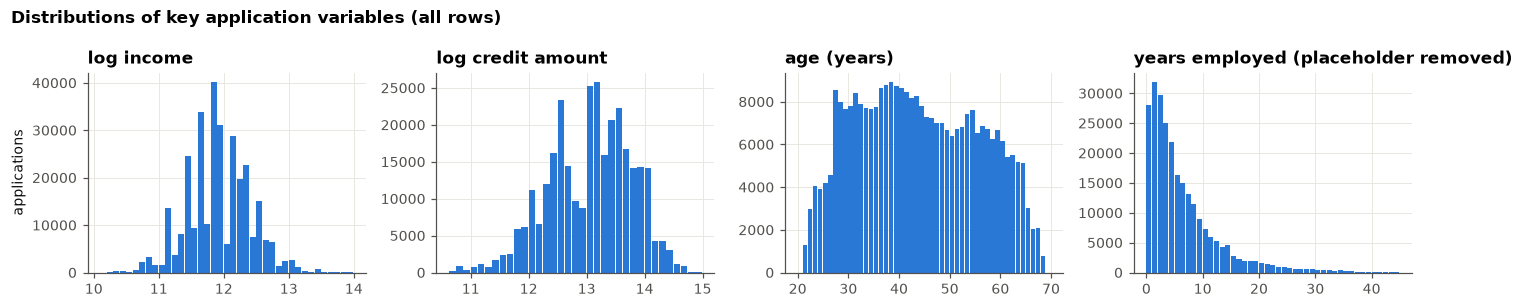 Distributions of key application variables (all rows)
log income
log credit amount
age (years)
years employed (placeholder removed)
applications
40000
30000
20000
10000
0
10 11 12 13 14
25000
20000
15000
10000
5000
0
11 12 13 14 15
8000
6000
4000
2000
0
20 30 40 50 60 70
30000
25000
20000
15000
10000
5000
0
0 10 20 30 40